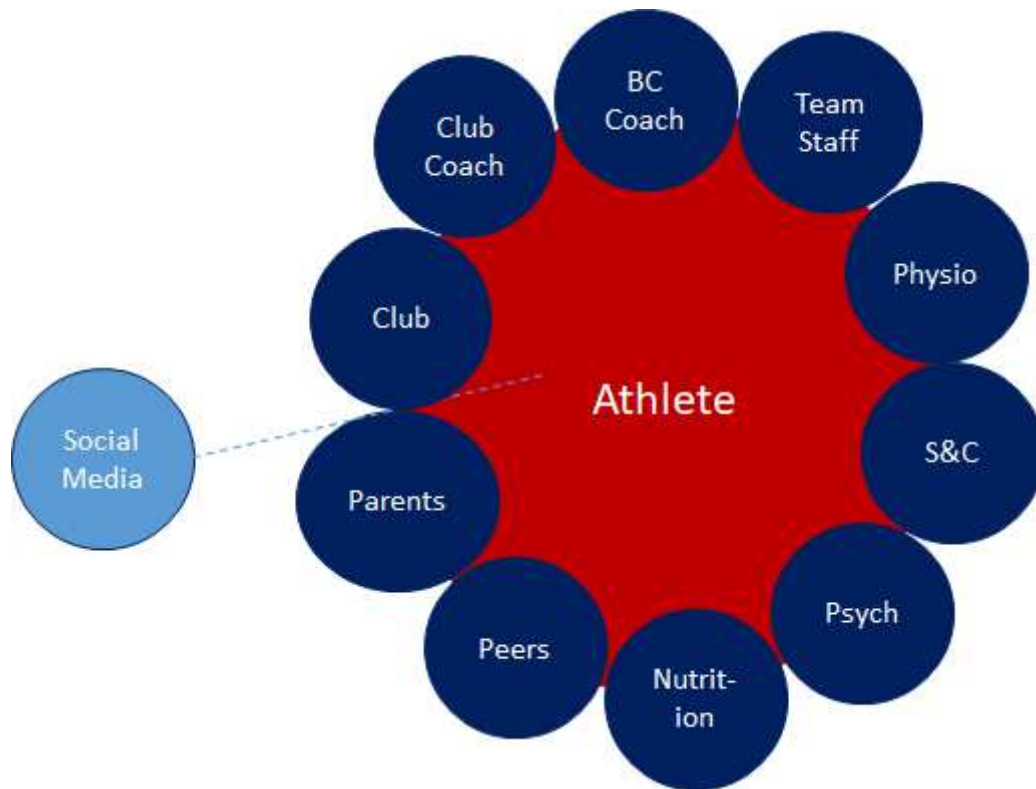 BC
Coach
Team
Staff
Club
Coach
Physio
Club
Athlete
Social
Media
S&C
Parents
Psych
Peers
Nutrit-
ion